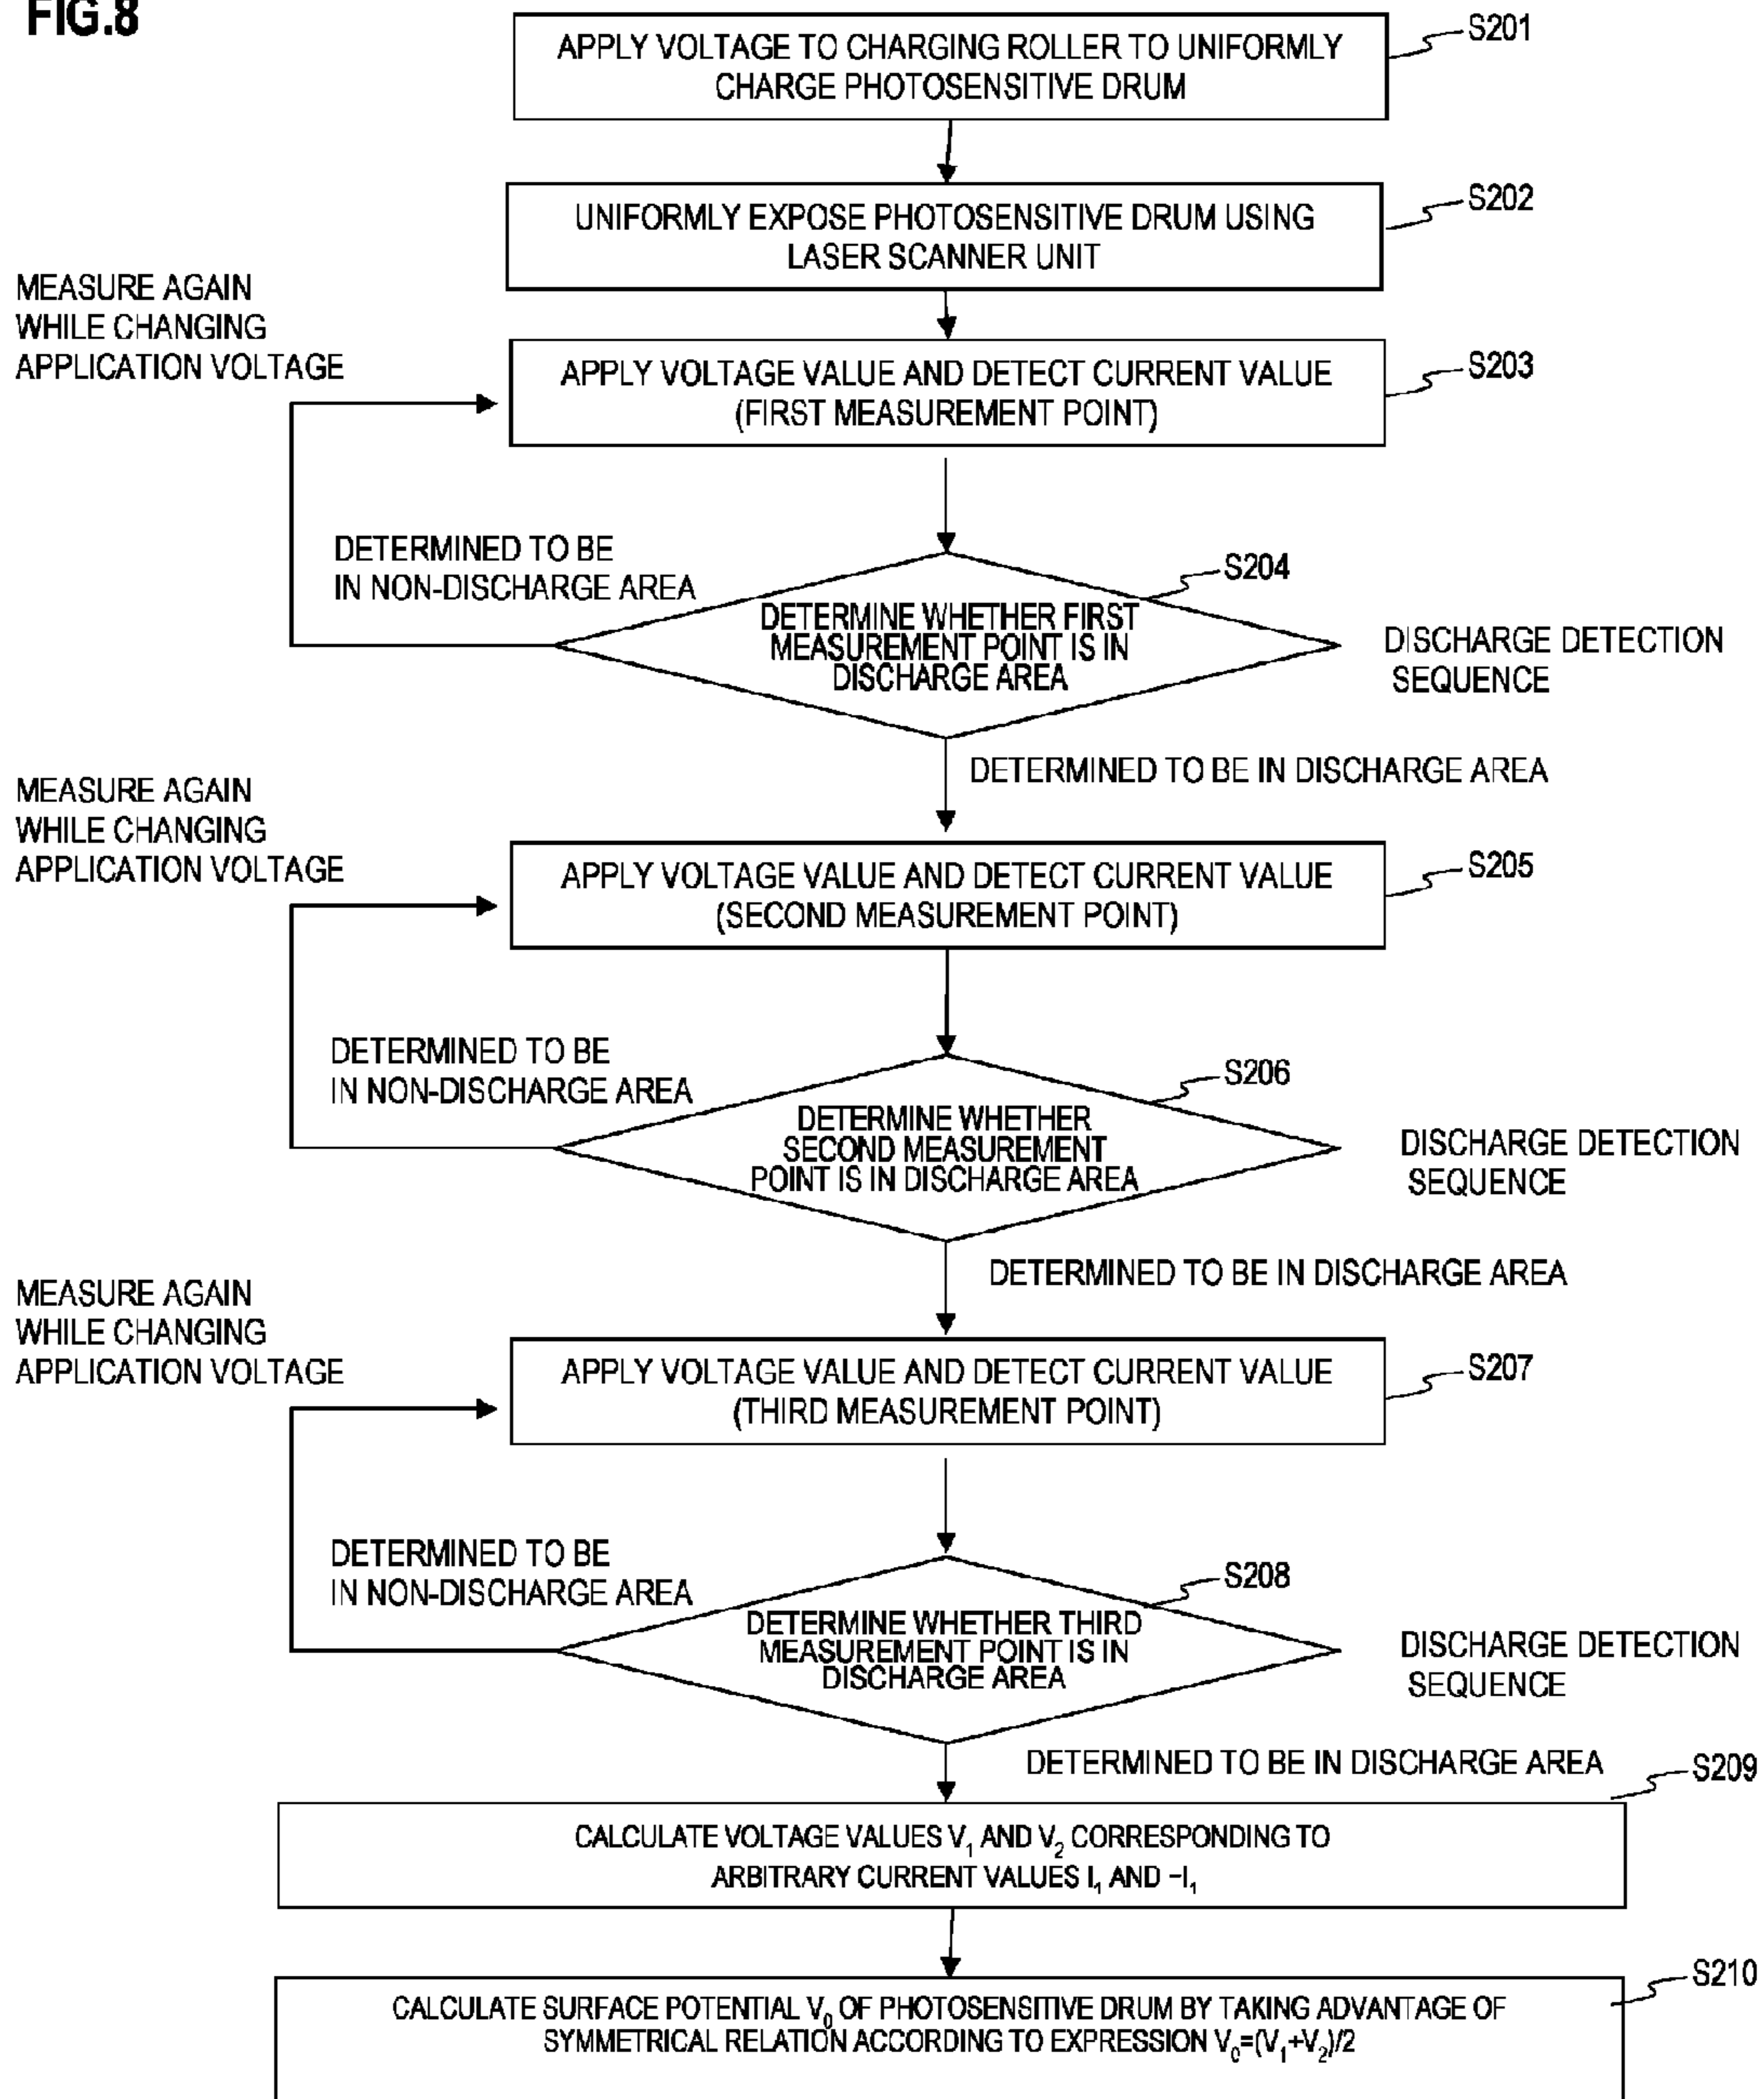 FIG.8
APPLY VOLTAGE TO CHARGING ROLLER TO UNIFORMLY
CHARGE PHOTOSENSITIVE DRUM
S201
UNIFORMLY EXPOSE PHOTOSENSITIVE DRUM USING
LASER SCANNER UNIT
S202
MEASURE AGAIN
WHILE CHANGING
APPLICATION VOLTAGE
APPLY VOLTAGE VALUE AND DETECT CURRENT VALUE
(FIRST MEASUREMENT POINT)
S203
DETERMINED TO BE
IN NON-DISCHARGE AREA
S204
DETERMINE WHETHER FIRST
MEASUREMENT POINT IS IN
DISCHARGE AREA
DISCHARGE DETECTION
SEQUENCE
DETERMINED TO BE IN DISCHARGE AREA
MEASURE AGAIN
WHILE CHANGING
APPLICATION VOLTAGE
APPLY VOLTAGE VALUE AND DETECT CURRENT VALUE
(SECOND MEASUREMENT POINT)
S205
DETERMINED TO BE
IN NON-DISCHARGE AREA
S206
DETERMINE WHETHER
SECOND MEASUREMENT
POINT IS IN DISCHARGE AREA
DISCHARGE DETECTION
SEQUENCE
DETERMINED TO BE IN DISCHARGE AREA
MEASURE AGAIN
WHILE CHANGING
APPLICATION VOLTAGE
APPLY VOLTAGE VALUE AND DETECT CURRENT VALUE
(THIRD MEASUREMENT POINT)
S207
DETERMINED TO BE
IN NON-DISCHARGE AREA
S208
DETERMINE WHETHER THIRD
MEASUREMENT POINT IS IN
DISCHARGE AREA
DISCHARGE DETECTION
SEQUENCE
DETERMINED TO BE IN DISCHARGE AREA
S209
CALCULATE VOLTAGE VALUES V₁ AND V₂ CORRESPONDING TO
ARBITRARY CURRENT VALUES I₁ AND −I₁
S210
CALCULATE SURFACE POTENTIAL V₀ OF PHOTOSENSITIVE DRUM BY TAKING ADVANTAGE OF
SYMMETRICAL RELATION ACCORDING TO EXPRESSION V₀=(V₁+V₂)/2